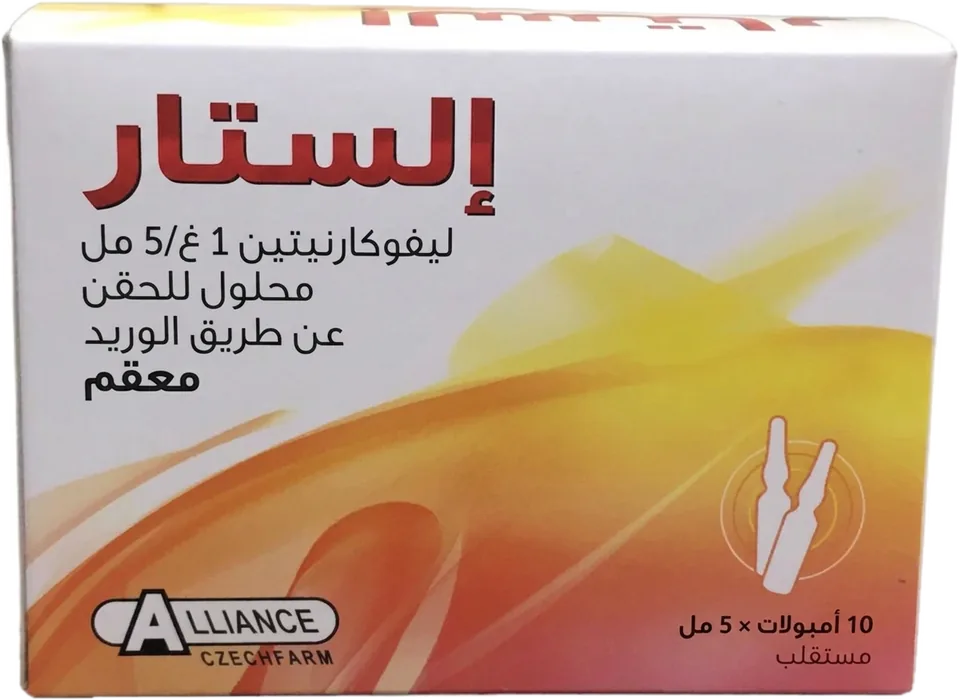 إلستار
ليفوكارنيتين 1 غ/5 مل
محلول للحقن
عن طريق الوريد
معقم
ALLIANCE
CZECHFARM
10 أمبولات × 5 مل
مستقلب